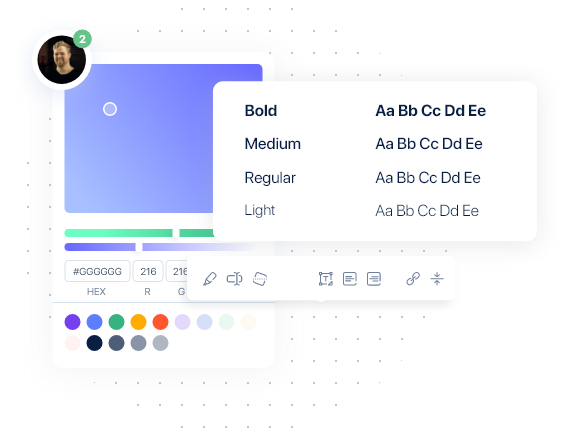 2
Bold Aa Bb Cc Dd Ee
Medium Aa Bb Cc Dd Ee
Regular Aa Bb Cc Dd Ee
Light Aa Bb Cc Dd Ee
#GGGGGG 216 216
HEX R G
T